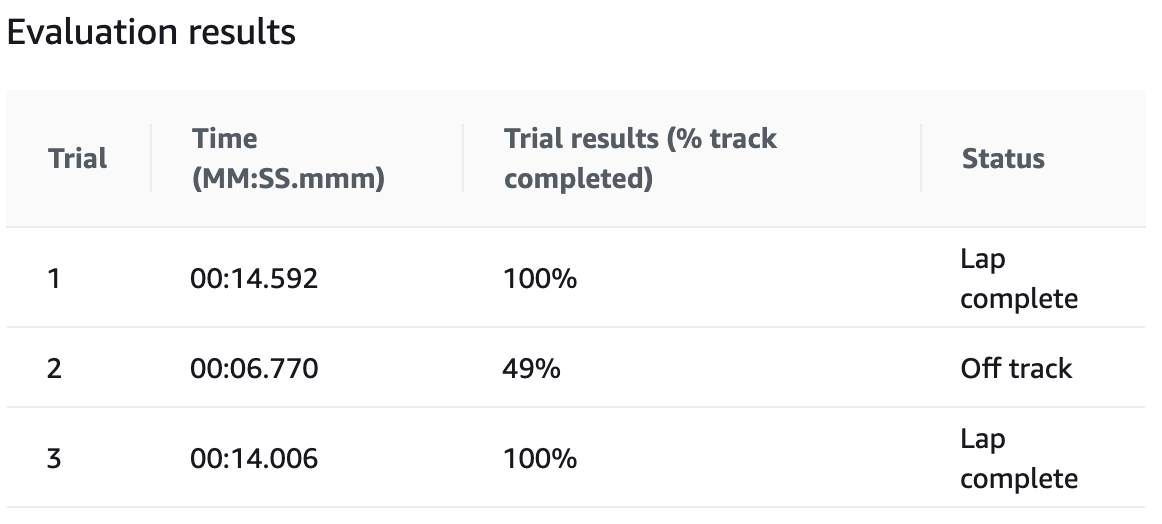 Evaluation results
Trial
Time
(MM:SS.mmm)
Trial results (% track
completed)
Status
1
00:14.592
100%
Lap
complete
2
00:06.770
49%
Off track
3
00:14.006
100%
Lap
complete